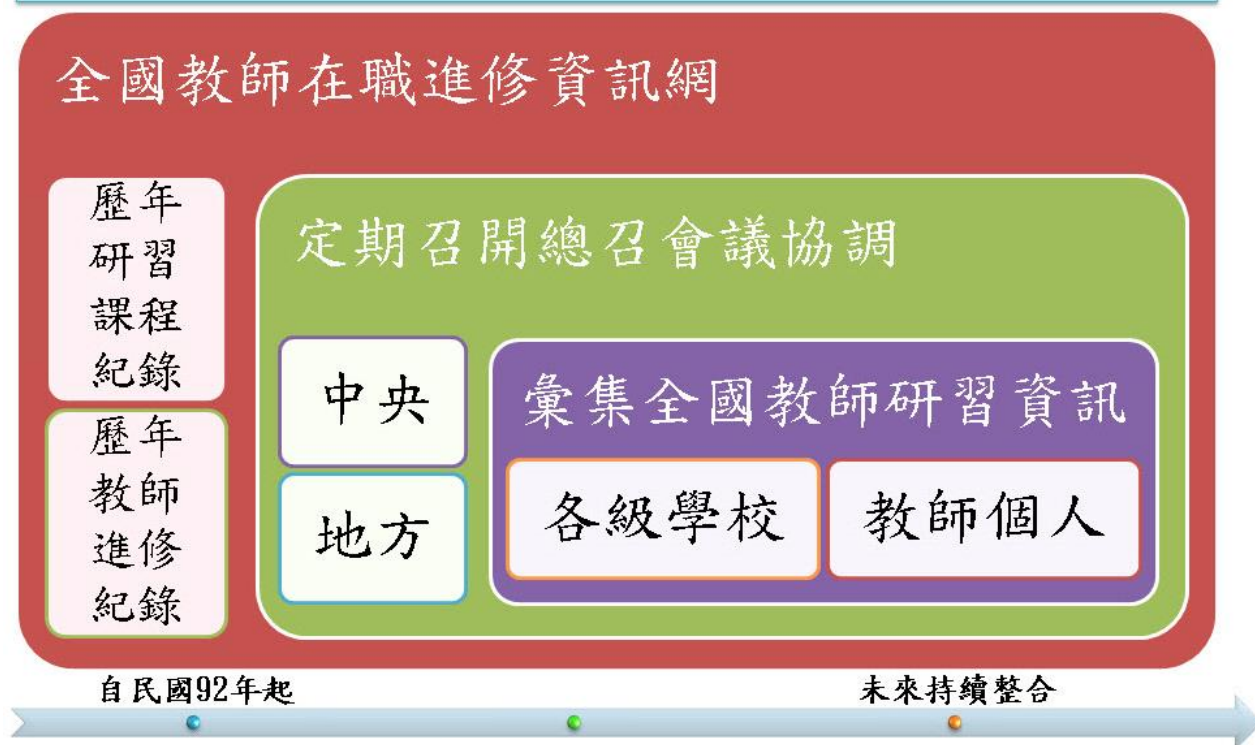 全國教師在職進修資訊網
歷年
研習
課程
紀錄
歷年
教師
進修
紀錄
定期召開總召會議協調
中央
地方
彙集全國教師研習資訊
各級學校
教師個人
自民國92年起
未來持續整合